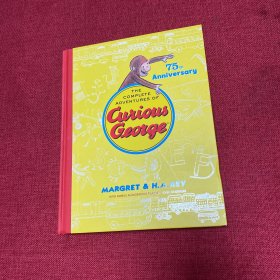 75th
Anniversary
THE
COMPLETE
ADVENTURES OF
Curious
George
MARGRET & H.A. REY